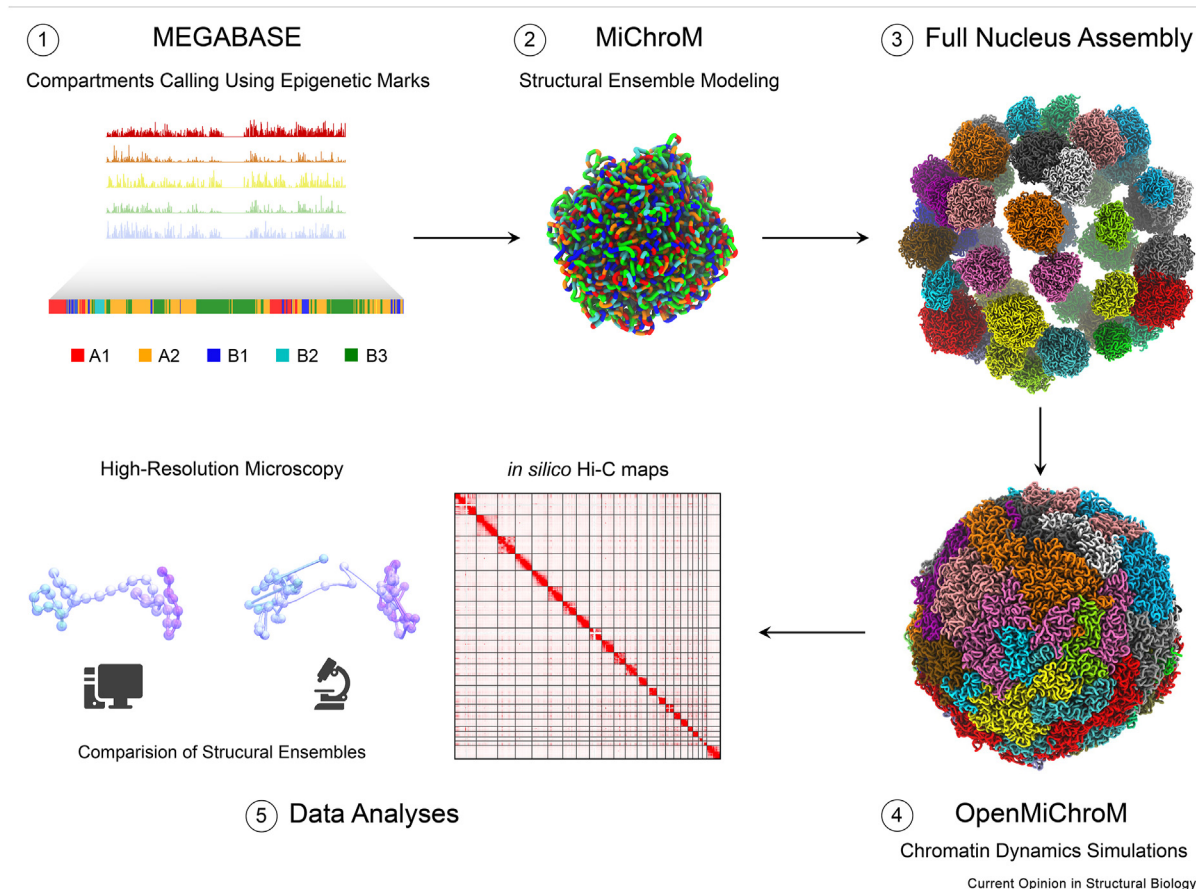 1 MEGABASE
Compartments Calling Using Epigenetic Marks
A1 A2 B1 B2 B3
2 MiChroM
Structural Ensemble Modeling
3 Full Nucleus Assembly
High-Resolution Microscopy
in silico Hi-C maps
Comparision of Strucural Ensembles
5 Data Analyses
4 OpenMiChroM
Chromatin Dynamics Simulations
Current Opinion in Structural Biology